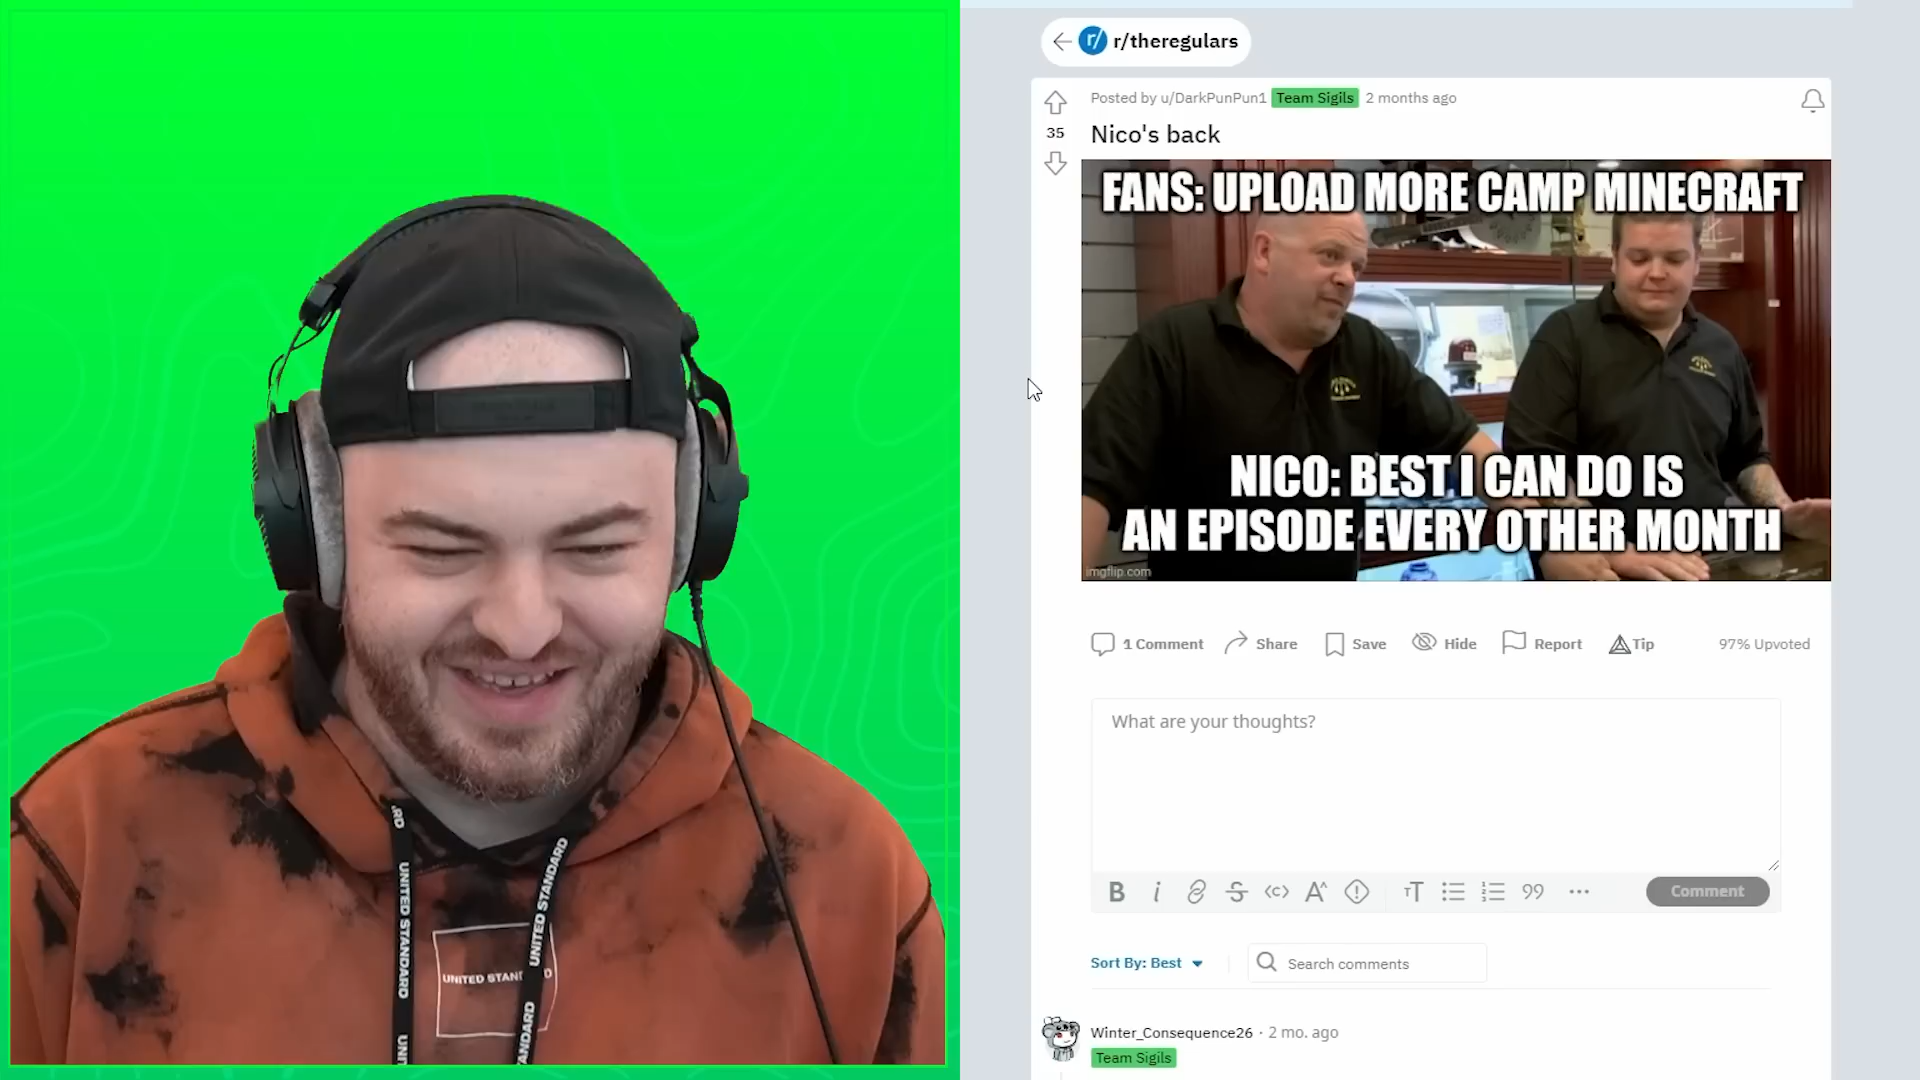 r/theregulars
Posted by u/DarkPunPun1 Team Sigils 2 months ago
35
Nico's back
FANS: UPLOAD MORE CAMP MINECRAFT
NICO: BEST I CAN DO IS
AN EPISODE EVERY OTHER MONTH
imgflip.com
1 Comment Share Save Hide Report Tip 97% Upvoted
What are your thoughts?
Comment
Sort By: Best Search comments
Winter_Consequence26 · 2 mo. ago
Team Sigils
UNITED STANDARD
UNITED STANDARD
UNITED STAN